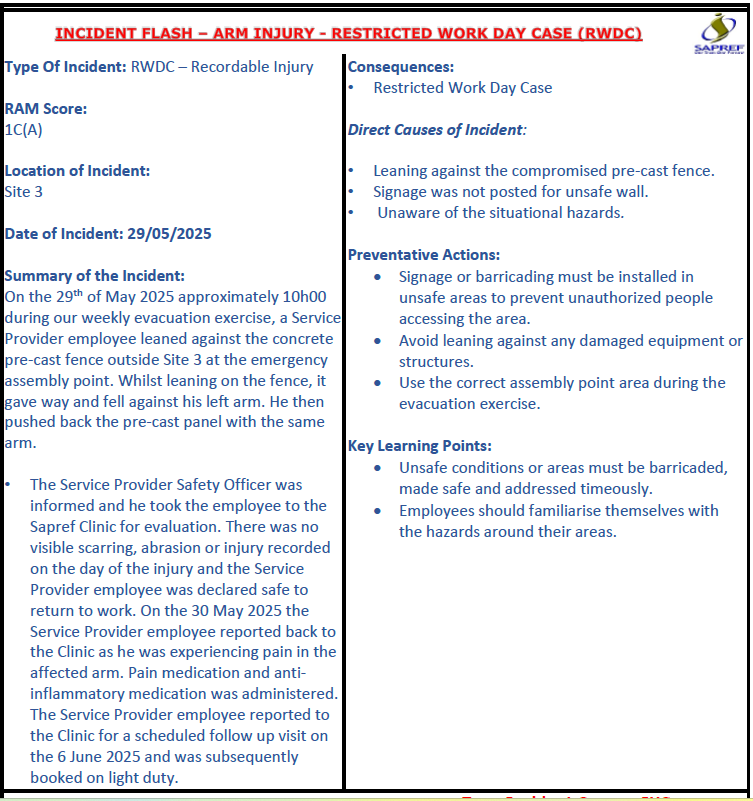 INCIDENT FLASH – ARM INJURY - RESTRICTED WORK DAY CASE (RWDC)
SAPREF
Type Of Incident: RWDC – Recordable Injury
RAM Score:
1C(A)
Location of Incident:
Site 3
Date of Incident: 29/05/2025
Summary of the Incident:
On the 29th of May 2025 approximately 10h00
during our weekly evacuation exercise, a Service
Provider employee leaned against the concrete
pre-cast fence outside Site 3 at the emergency
assembly point. Whilst leaning on the fence, it
gave way and fell against his left arm. He then
pushed back the pre-cast panel with the same
arm.
• The Service Provider Safety Officer was
informed and he took the employee to the
Sapref Clinic for evaluation. There was no
visible scarring, abrasion or injury recorded
on the day of the injury and the Service
Provider employee was declared safe to
return to work. On the 30 May 2025 the
Service Provider employee reported back to
the Clinic as he was experiencing pain in the
affected arm. Pain medication and anti-
inflammatory medication was administered.
The Service Provider employee reported to
the Clinic for a scheduled follow up visit on
the 6 June 2025 and was subsequently
booked on light duty.
Consequences:
• Restricted Work Day Case
Direct Causes of Incident:
• Leaning against the compromised pre-cast fence.
• Signage was not posted for unsafe wall.
• Unaware of the situational hazards.
Preventative Actions:
• Signage or barricading must be installed in
unsafe areas to prevent unauthorized people
accessing the area.
• Avoid leaning against any damaged equipment or
structures.
• Use the correct assembly point area during the
evacuation exercise.
Key Learning Points:
• Unsafe conditions or areas must be barricaded,
made safe and addressed timeously.
• Employees should familiarise themselves with
the hazards around their areas.